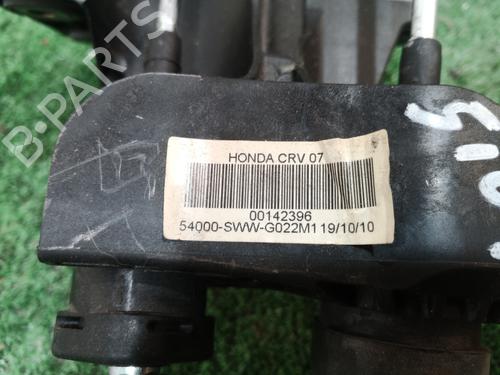 B-PARTS
HONDA CRV 07
00142396
54000-SWW-G022M1 19/10/10